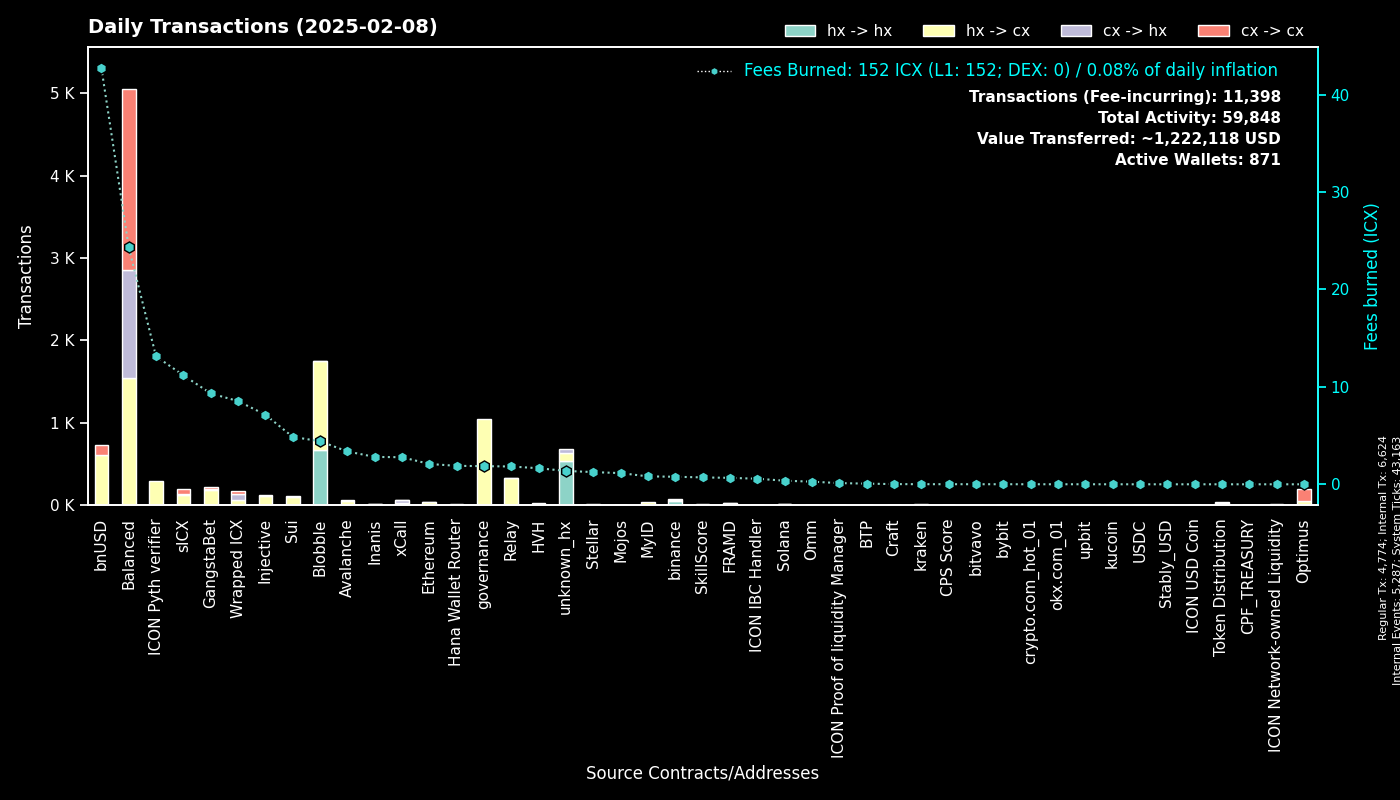 Daily Transactions (2025-02-08)
hx -> hx
hx -> cx
cx -> hx
cx -> cx
Fees Burned: 152 ICX (L1: 152; DEX: 0) / 0.08% of daily inflation
Transactions (Fee-incurring): 11,398
Total Activity: 59,848
Value Transferred: ~1,222,118 USD
Active Wallets: 871
Transactions
5 K
4 K
3 K
2 K
1 K
0 K
40
30
20
10
0
Fees burned (ICX)
bnUSD
Balanced
ICON Pyth verifier
sICX
GangstaBet
Wrapped ICX
Injective
Sui
Blobble
Avalanche
Inanis
xCall
Ethereum
Hana Wallet Router
governance
Relay
HVH
unknown_hx
Stellar
Mojos
MyID
binance
SkillScore
FRAMD
ICON IBC Handler
Solana
Omm
ICON Proof of liquidity Manager
BTP
Craft
kraken
CPS Score
bitvavo
bybit
crypto.com_hot_01
okx.com_01
upbit
kucoin
USDC
Stably_USD
ICON USD Coin
Token Distribution
CPF_TREASURY
ICON Network-owned Liquidity
Optimus
Source Contracts/Addresses
Regular Tx: 4,774; Internal Tx: 6,624
Internal Events: 5,287; System Ticks: 43,163